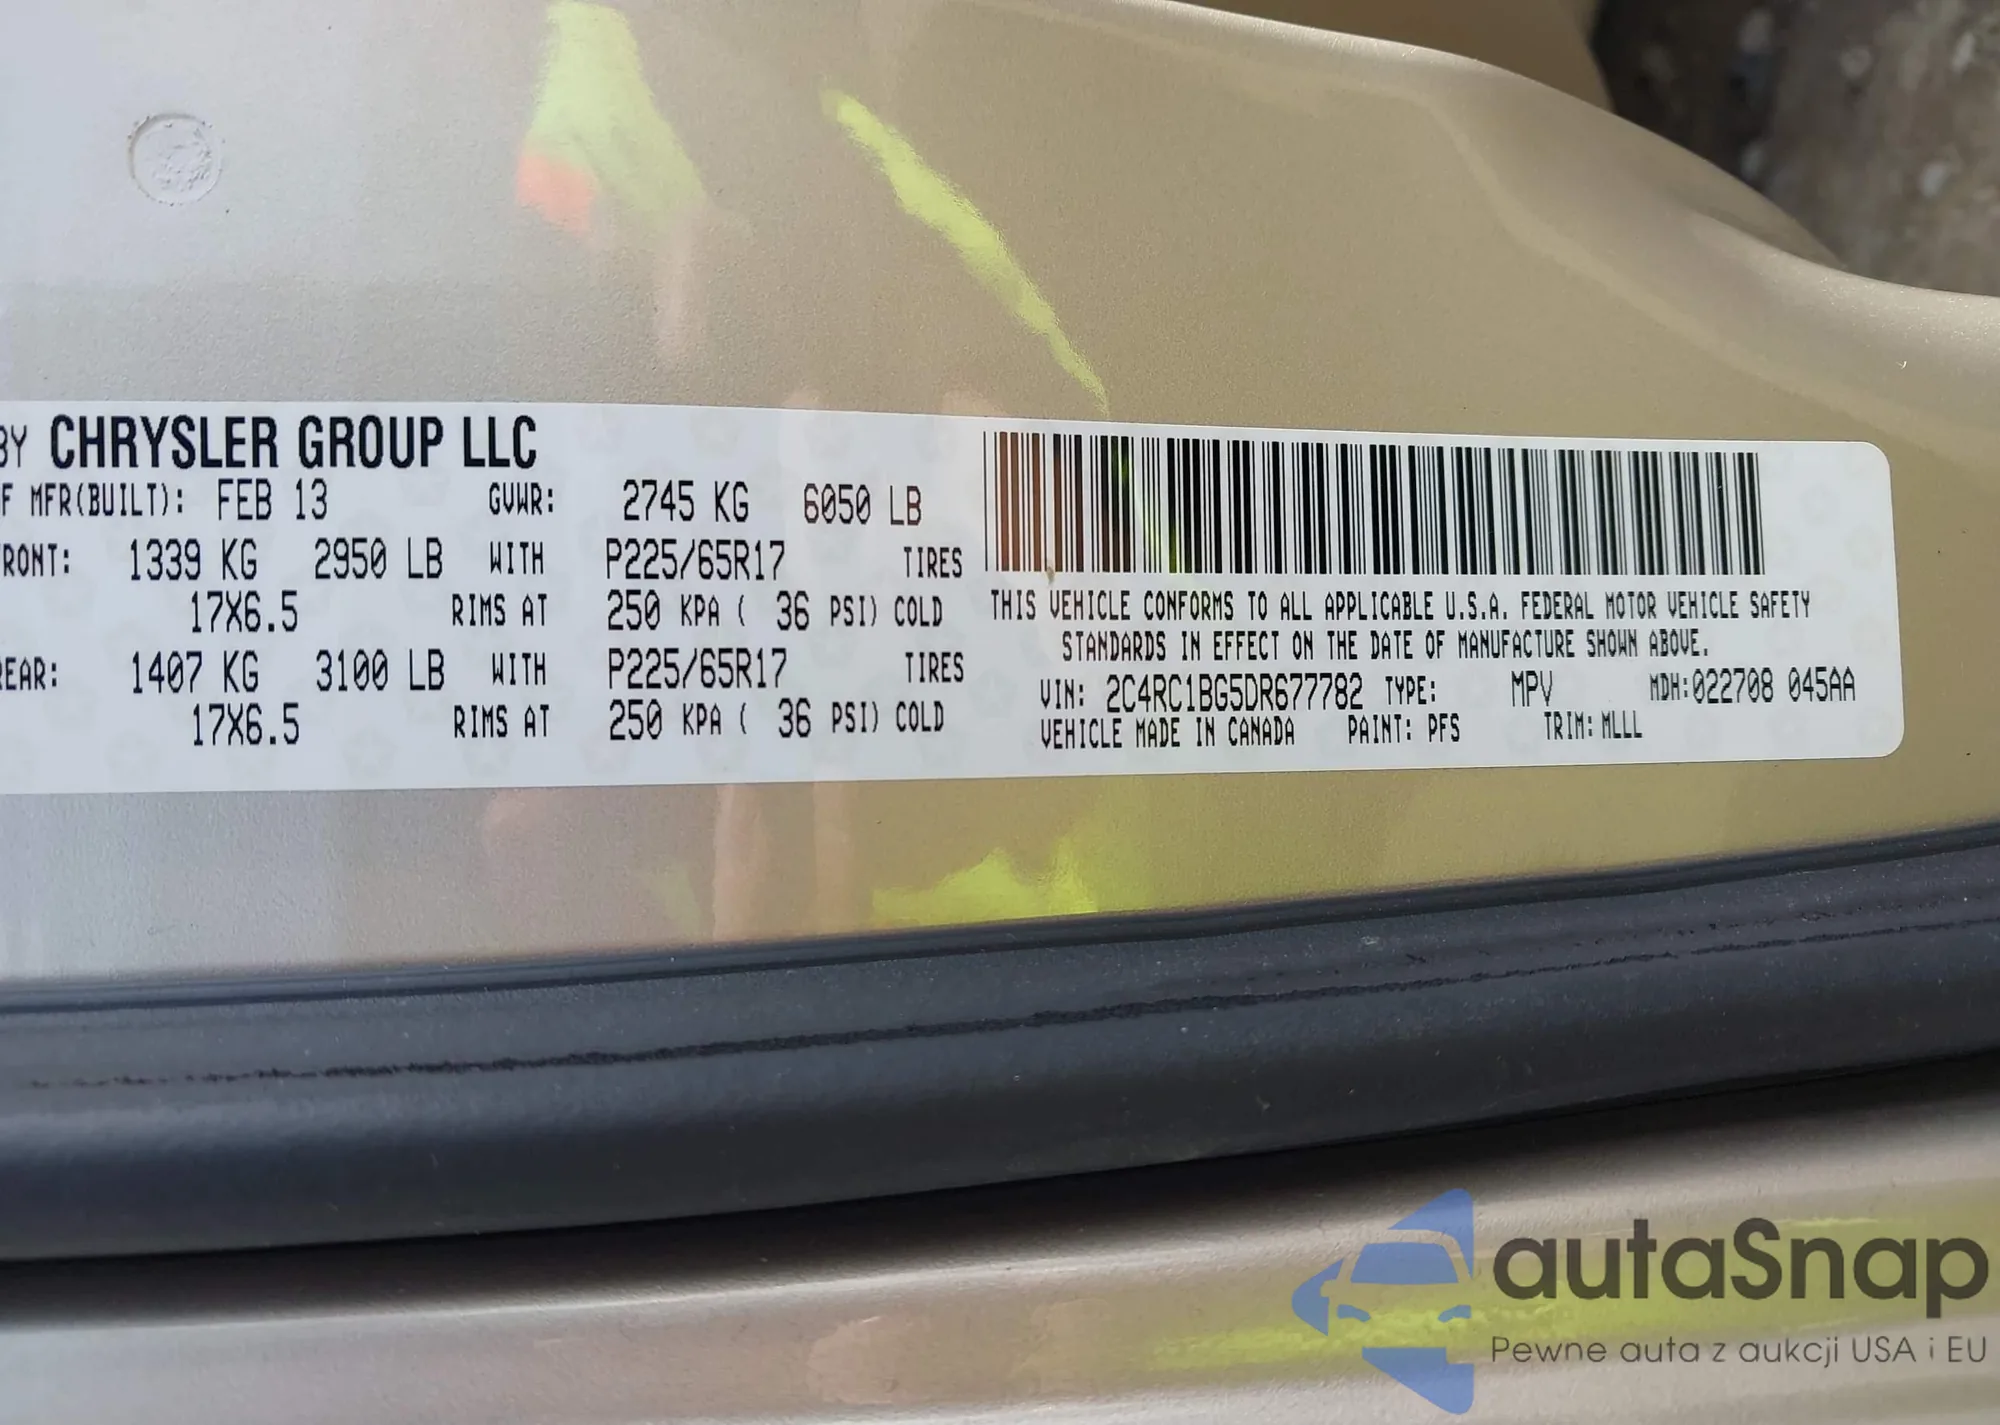 BY CHRYSLER GROUP LLC
F MFR(BUILT): FEB 13 GVWR: 2745 KG 6050 LB
RONT: 1339 KG 2950 LB WITH P225/65R17 TIRES
17X6.5 RIMS AT 250 KPA ( 36 PSI) COLD
REAR: 1407 KG 3100 LB WITH P225/65R17 TIRES
17X6.5 RIMS AT 250 KPA ( 36 PSI) COLD
THIS VEHICLE CONFORMS TO ALL APPLICABLE U.S.A. FEDERAL MOTOR VEHICLE SAFETY
STANDARDS IN EFFECT ON THE DATE OF MANUFACTURE SHOWN ABOVE.
VIN: 2C4RC1BG5DR677782 TYPE: MPV MDH:022708 045AA
VEHICLE MADE IN CANADA PAINT: PFS TRIM: MLLL
autaSnap
Pewne auta z aukcji USA i EU